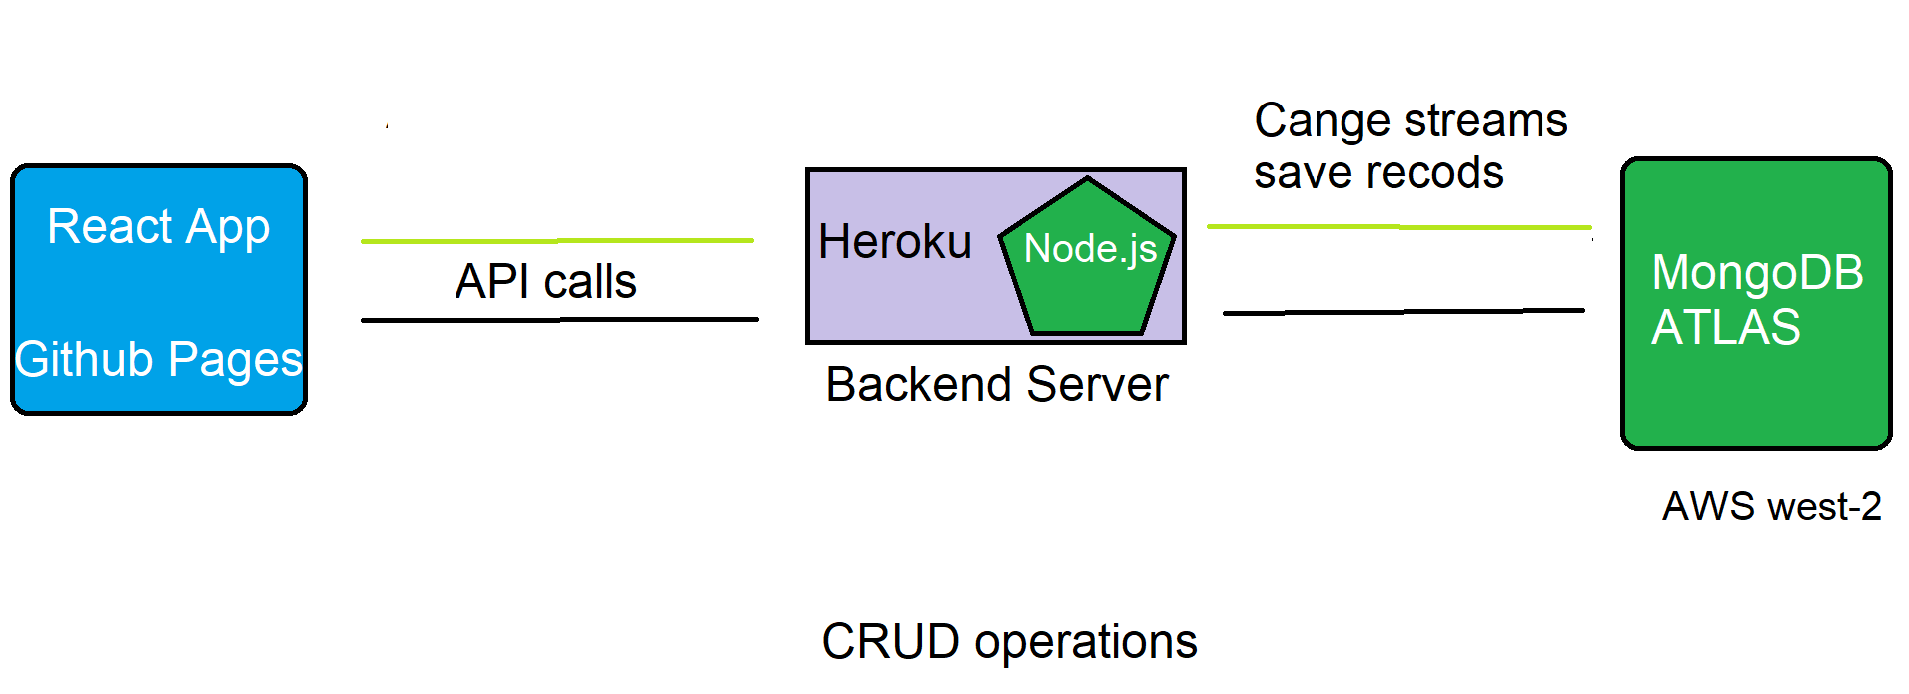 React App
Github Pages
API calls
Heroku
Node.js
Backend Server
Cange streams
save recods
MongoDB
ATLAS
AWS west-2
CRUD operations